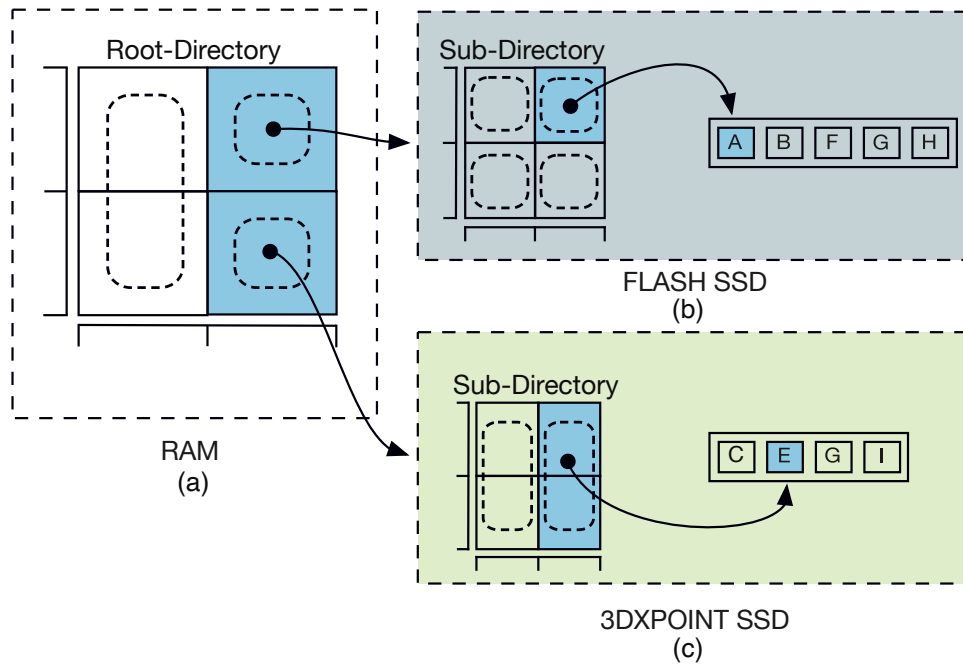 Root-Directory
RAM
(a)
Sub-Directory
A B F G H
FLASH SSD
(b)
Sub-Directory
C E G I
3DXPOINT SSD
(c)